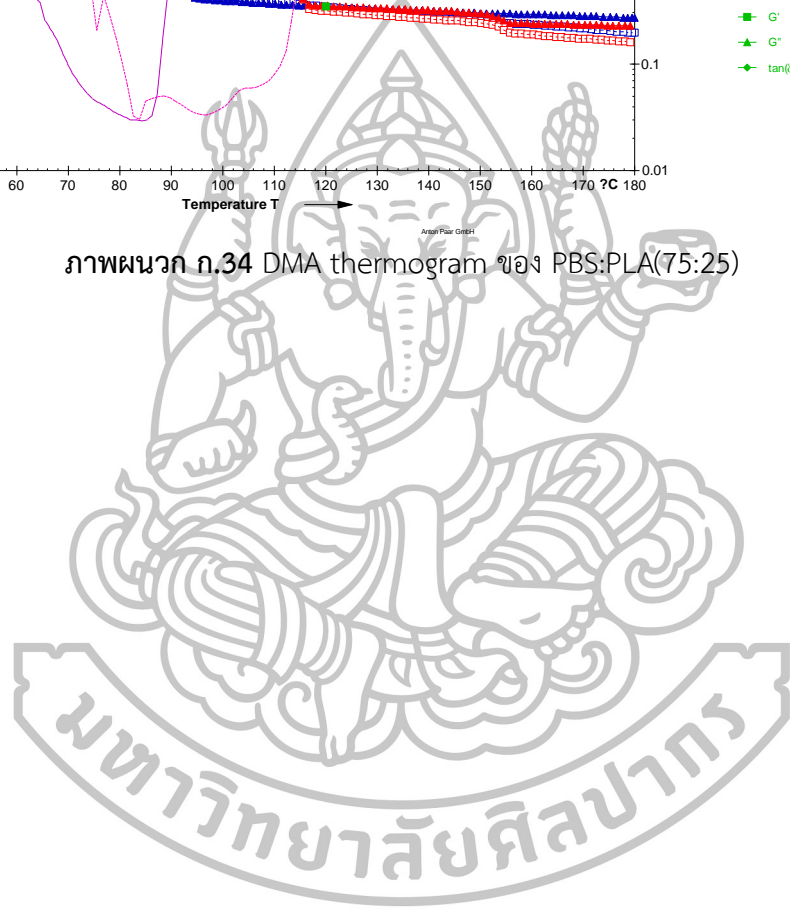 G'
G"
0.1
tan(
0.01
60 70 80 90 100 110 120 130 140 150 160 170 ?C 180
Temperature T
Anton Paar GmbH
ภาพผนวก ก.34 DMA thermogram ของ PBS:PLA(75:25)
มหาวิทยาลัยศิลปากร